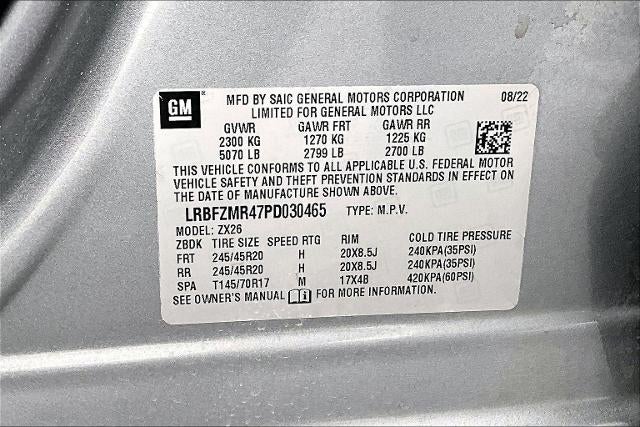 GM
MFD BY SAIC GENERAL MOTORS CORPORATION 08/22
LIMITED FOR GENERAL MOTORS LLC
GVWR GAWR FRT GAWR RR
2300 KG 1270 KG 1225 KG
5070 LB 2799 LB 2700 LB
THIS VEHICLE CONFORMS TO ALL APPLICABLE U.S. FEDERAL MOTOR
VEHICLE SAFETY AND THEFT PREVENTION STANDARDS IN EFFECT ON
THE DATE OF MANUFACTURE SHOWN ABOVE.
LRBFZMR47PD030465 TYPE: M.P.V.
MODEL: ZX26
ZBDK TIRE SIZE SPEED RTG RIM COLD TIRE PRESSURE
FRT 245/45R20 H 20X8.5J 240KPA(35PSI)
RR 245/45R20 H 20X8.5J 240KPA(35PSI)
SPA T145/70R17 M 17X4B 420KPA(60PSI)
SEE OWNER'S MANUAL FOR MORE INFORMATION.